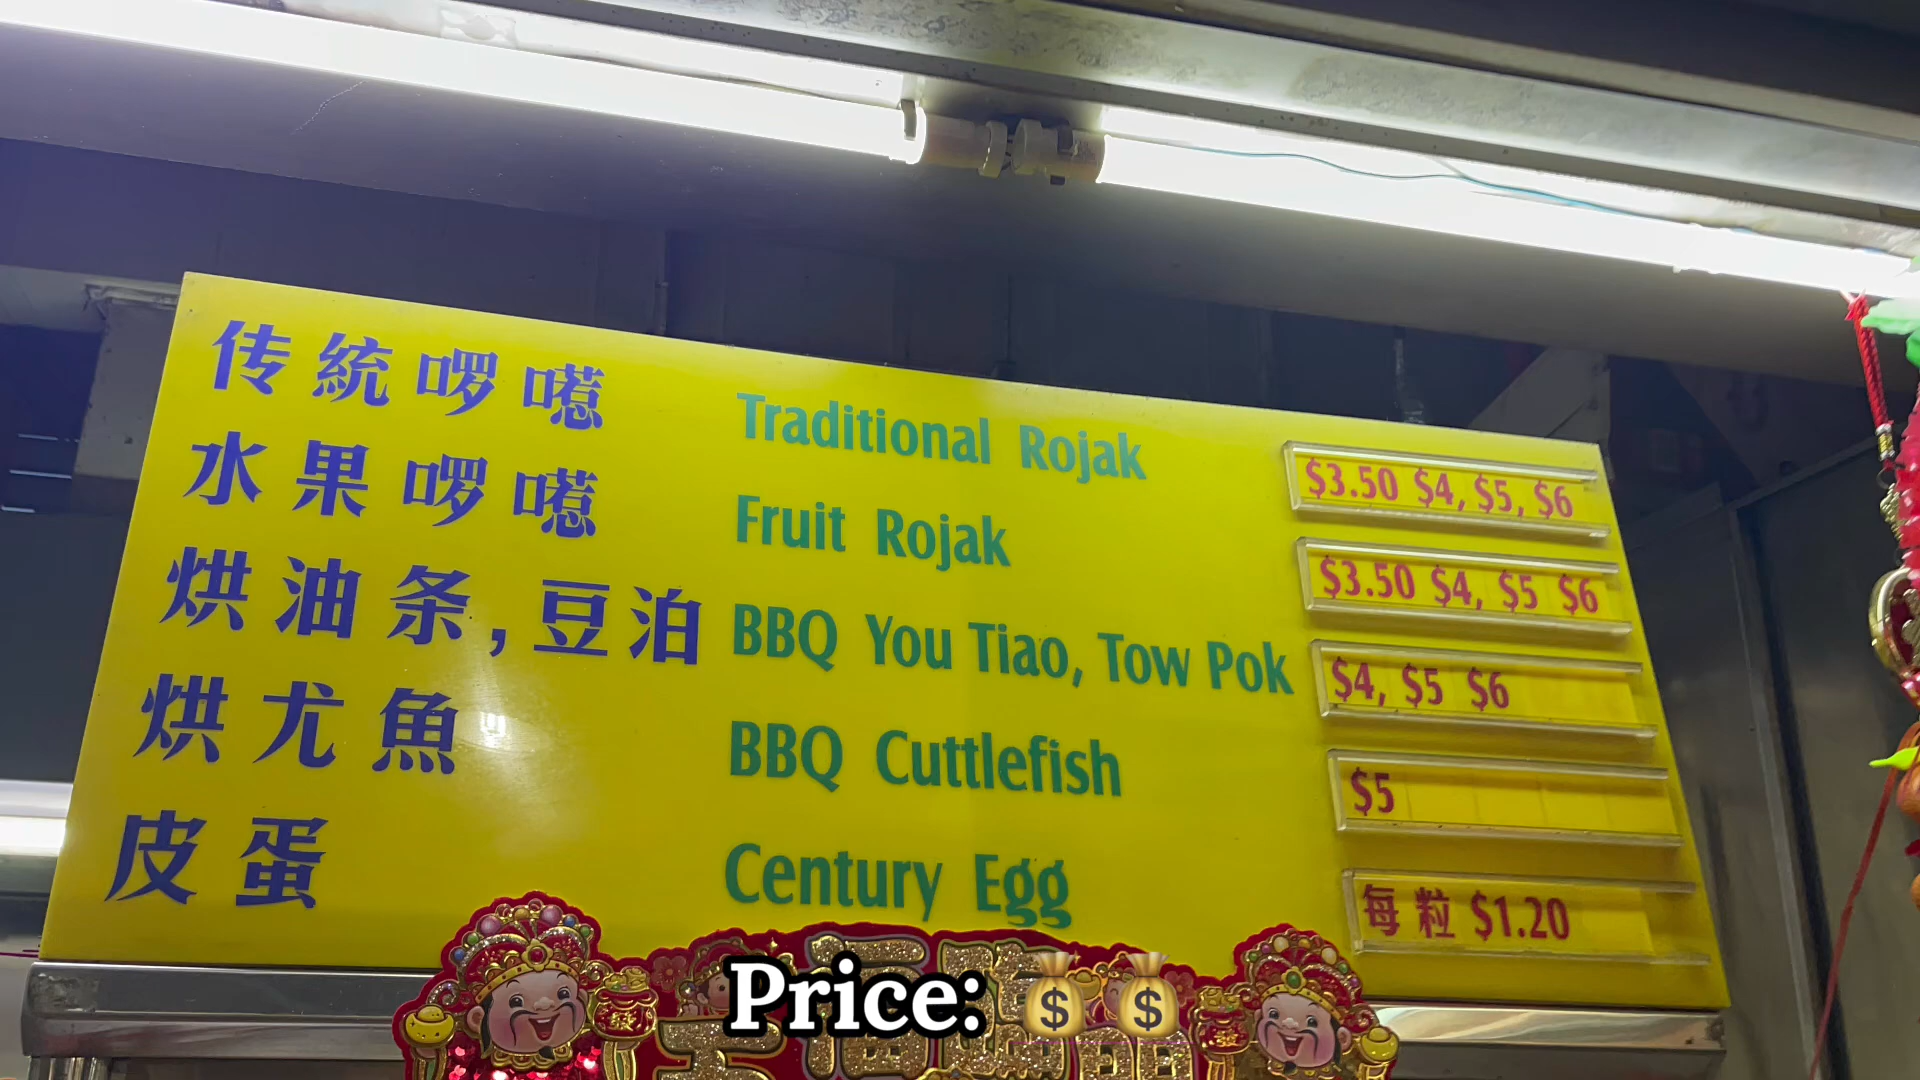 传統啰噁 Traditional Rojak $3.50 $4, $5, $6
水果啰噁 Fruit Rojak $3.50 $4, $5 $6
烘油条,豆泊 BBQ You Tiao, Tow Pok $4, $5 $6
烘尤魚 BBQ Cuttlefish $5
皮蛋 Century Egg 每粒 $1.20
Price: 💰💰